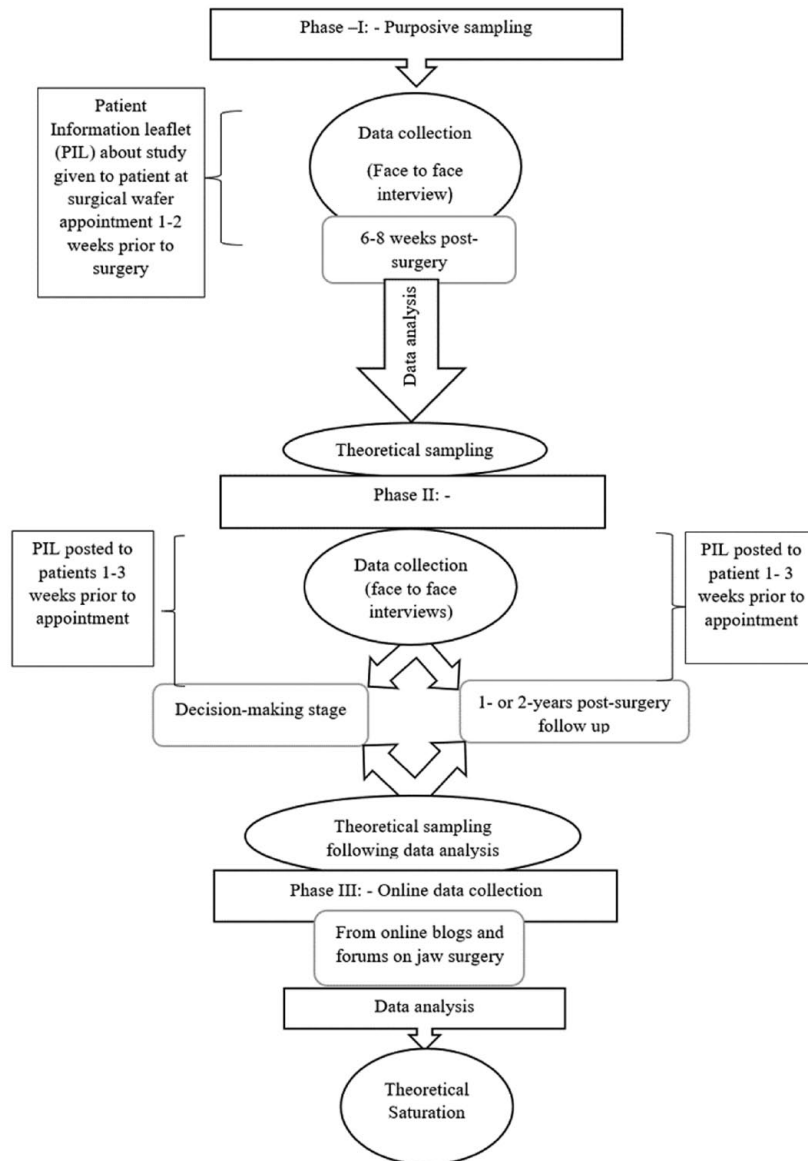 Phase –I: - Purposive sampling
Patient
Information leaflet
(PIL) about study
given to patient at
surgical wafer
appointment 1-2
weeks prior to
surgery
Data collection
(Face to face
interview)
6-8 weeks post-
surgery
Data analysis
Theoretical sampling
Phase II: -
PIL posted to
patients 1-3
weeks prior to
appointment
Data collection
(face to face
interviews)
PIL posted to
patient 1- 3
weeks prior to
appointment
Decision-making stage
1- or 2-years post-surgery
follow up
Theoretical sampling
following data analysis
Phase III: - Online data collection
From online blogs and
forums on jaw surgery
Data analysis
Theoretical
Saturation